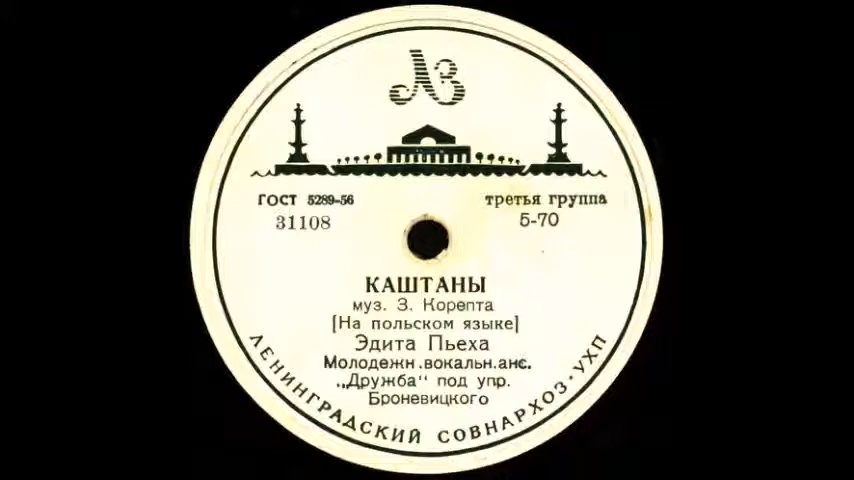 ЛЗ
ГОСТ 5289-56
третья группа
31108
5-70
КАШТАНЫ
муз. З. Корепта
[На польском языке]
Эдита Пьеха
Молодежн.вокальн.анс.
„Дружба“ под упр.
Броневицкого
ЛЕНИНГРАДСКИЙ СОВНАРХОЗ·УХП